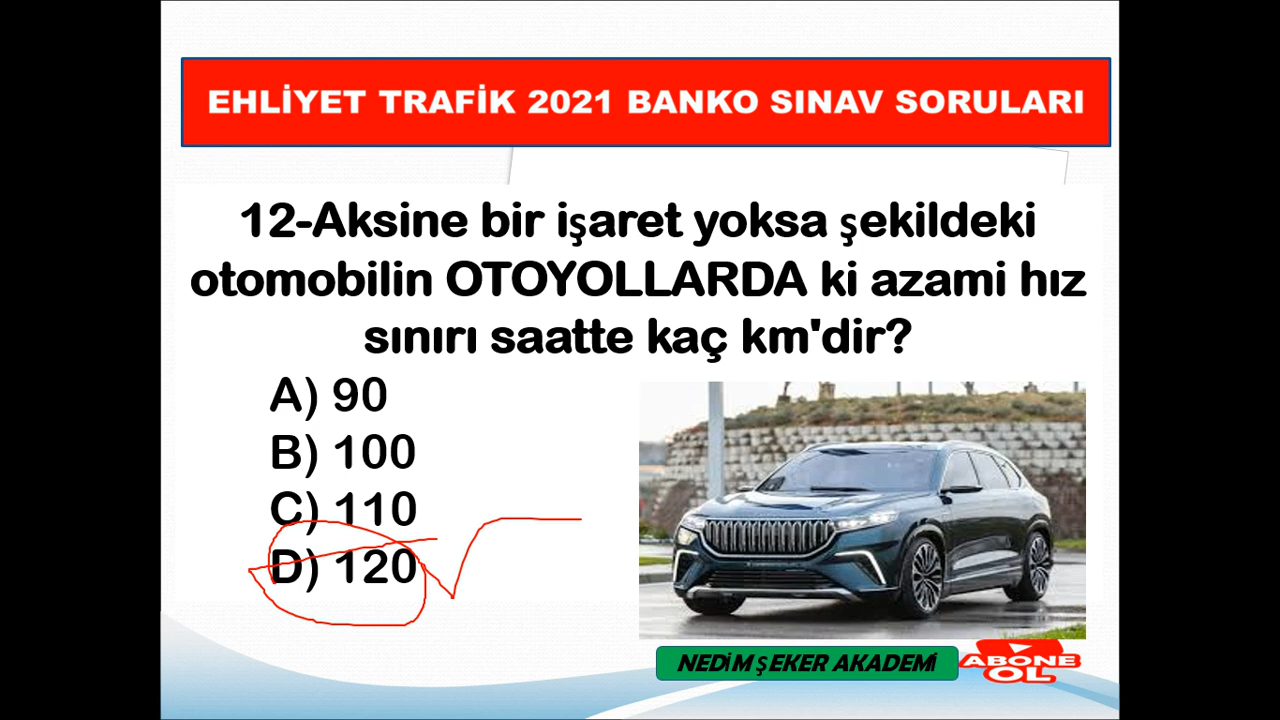 EHLİYET TRAFİK 2021 BANKO SINAV SORULARI
12-Aksine bir işaret yoksa şekildeki
otomobilin OTOYOLLARDA ki azami hız
sınırı saatte kaç km'dir?
A) 90
B) 100
C) 110
D) 120
NEDİM ŞEKER AKADEMİ
ABONE
OL